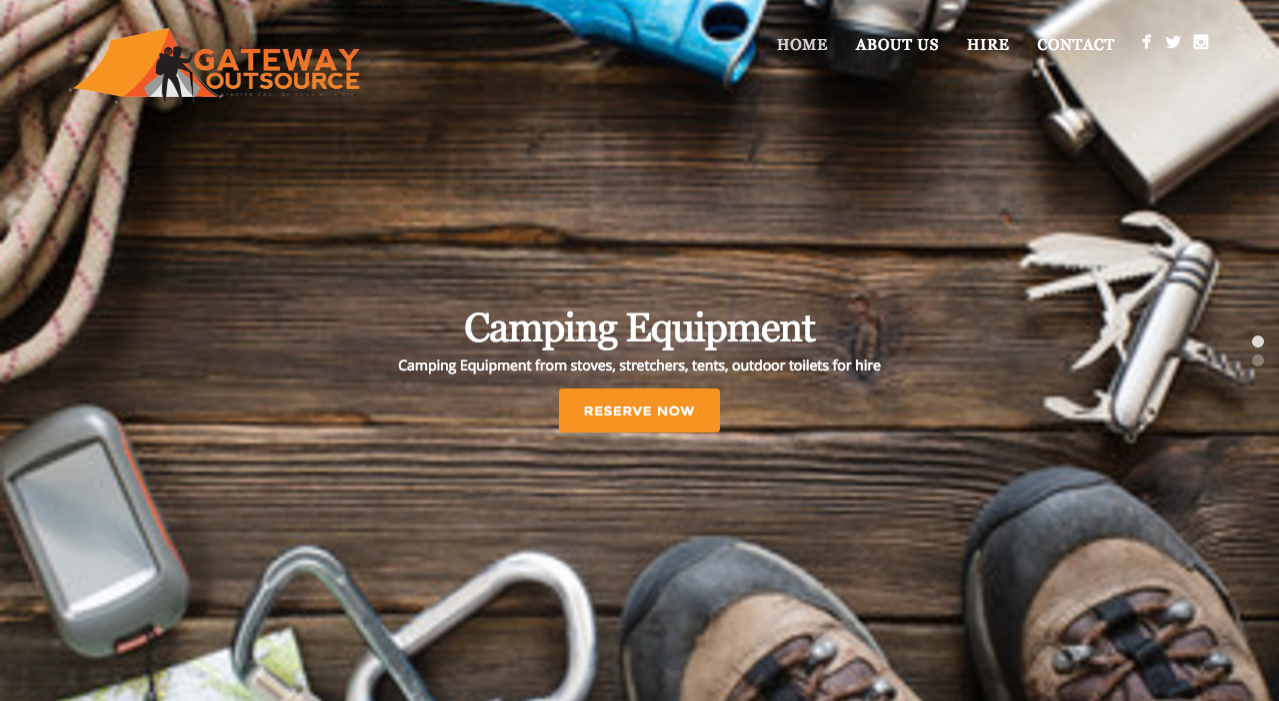 GATEWAY
OUTSOURCE
HOME ABOUT US HIRE CONTACT
Camping Equipment
Camping Equipment from stoves, stretchers, tents, outdoor toilets for hire
RESERVE NOW